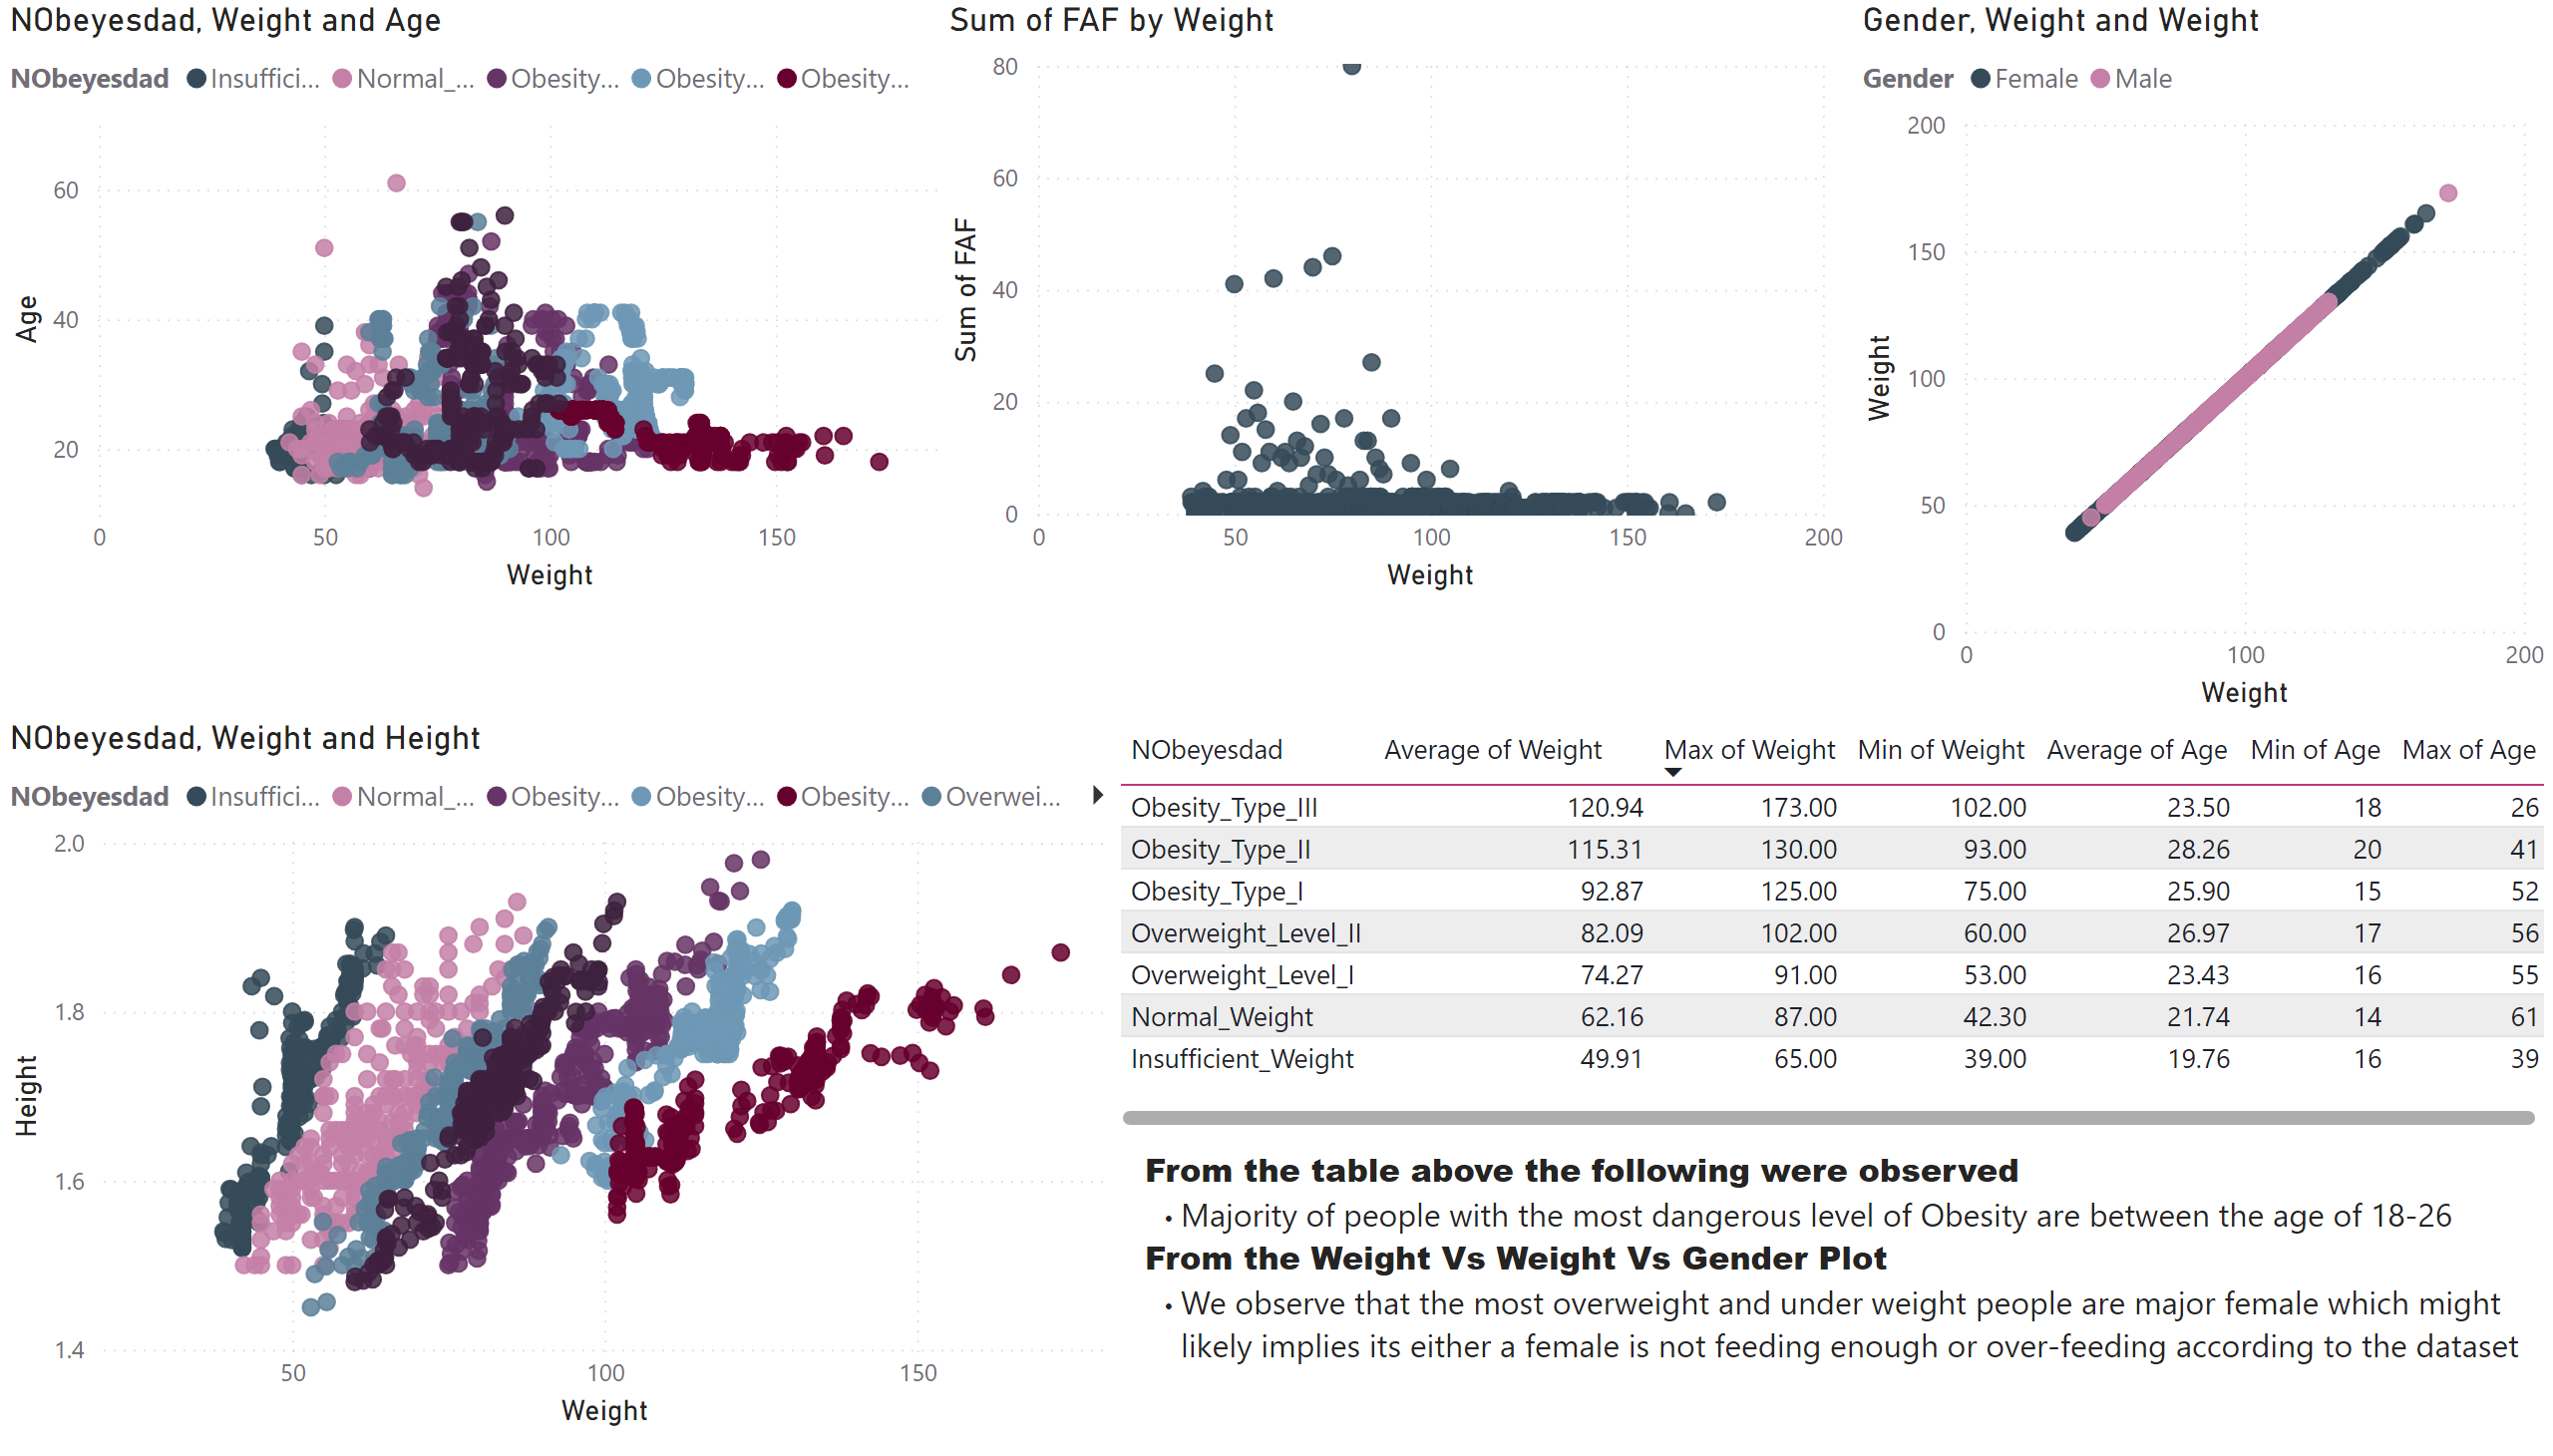 NObeyesdad, Weight and Age
NObeyesdad Insuffici... Normal_... Obesity... Obesity... Obesity...
60
40
20
Age
0 50 100 150
Weight
Sum of FAF by Weight
80
60
40
20
0
Sum of FAF
0 50 100 150 200
Weight
Gender, Weight and Weight
Gender Female Male
200
150
100
50
0
Weight
0 100 200
Weight
NObeyesdad, Weight and Height
NObeyesdad Insuffici... Normal_... Obesity... Obesity... Obesity... Overwei...
2.0
1.8
1.6
1.4
Height
50 100 150
Weight
NObeyesdad Average of Weight Max of Weight Min of Weight Average of Age Min of Age Max of Age
Obesity_Type_III 120.94 173.00 102.00 23.50 18 26
Obesity_Type_II 115.31 130.00 93.00 28.26 20 41
Obesity_Type_I 92.87 125.00 75.00 25.90 15 52
Overweight_Level_II 82.09 102.00 60.00 26.97 17 56
Overweight_Level_I 74.27 91.00 53.00 23.43 16 55
Normal_Weight 62.16 87.00 42.30 21.74 14 61
Insufficient_Weight 49.91 65.00 39.00 19.76 16 39
From the table above the following were observed
• Majority of people with the most dangerous level of Obesity are between the age of 18-26
From the Weight Vs Weight Vs Gender Plot
• We observe that the most overweight and under weight people are major female which might
likely implies its either a female is not feeding enough or over-feeding according to the dataset